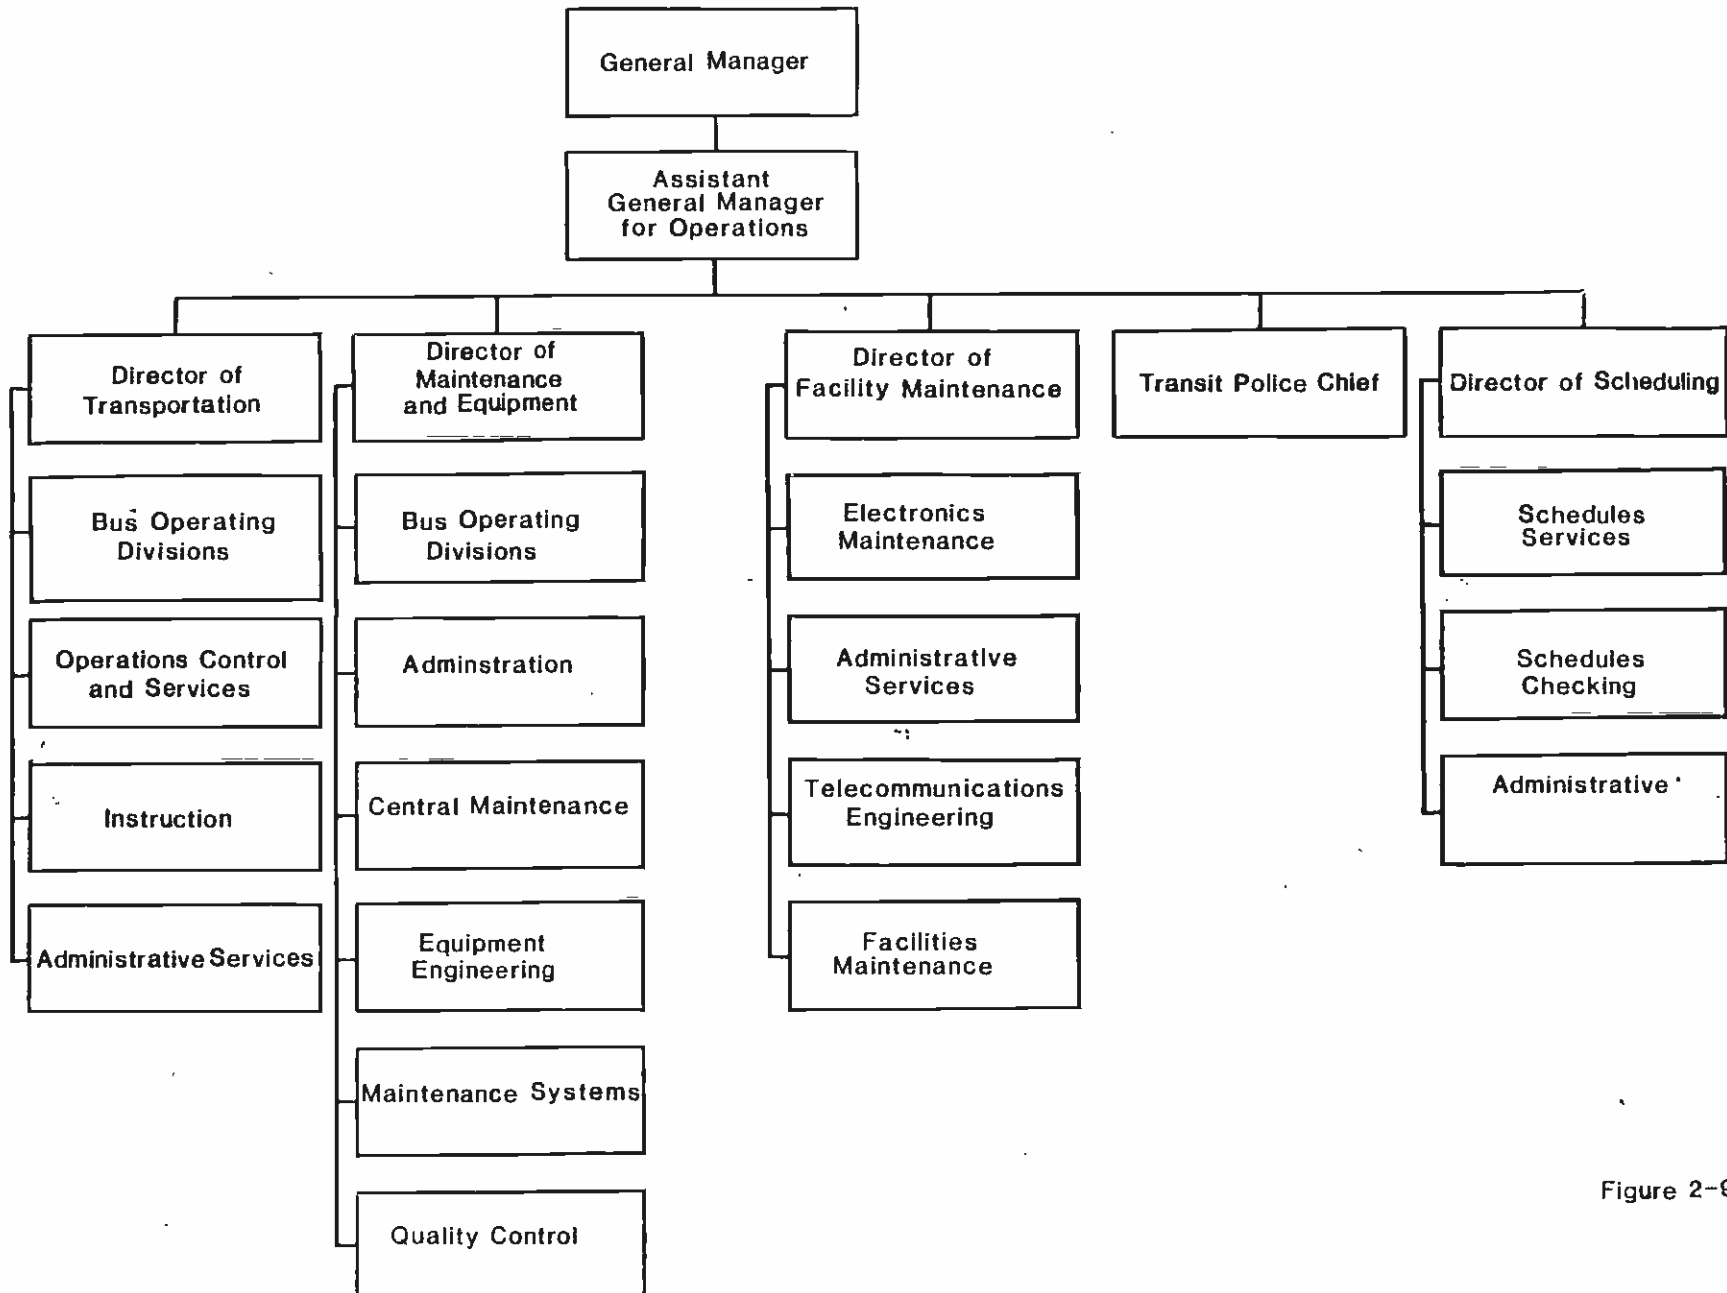 General Manager
Assistant
General Manager
for Operations
Director of
Transportation
Bus Operating
Divisions
Operations Control
and Services
Instruction
Administrative Services
Director of
Maintenance
and Equipment
Bus Operating
Divisions
Adminstration
Central Maintenance
Equipment
Engineering
Maintenance Systems
Quality Control
Director of
Facility Maintenance
Electronics
Maintenance
Administrative
Services
Telecommunications
Engineering
Facilities
Maintenance
Transit Police Chief
Director of Scheduling
Schedules
Services
Schedules
Checking
Administrative
Figure 2-9